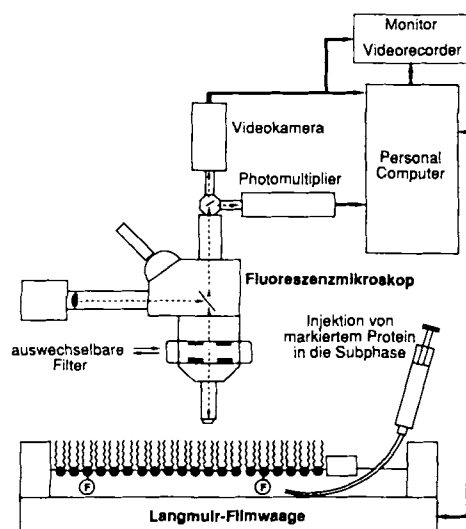 Monitor
Videorecorder
Videokamera
Personal
Computer
Photomultiplier
Fluoreszenzmikroskop
Injektion von
markiertem Protein
in die Subphase
auswechselbare
Filter
F
F
Langmuir-Filmwaage